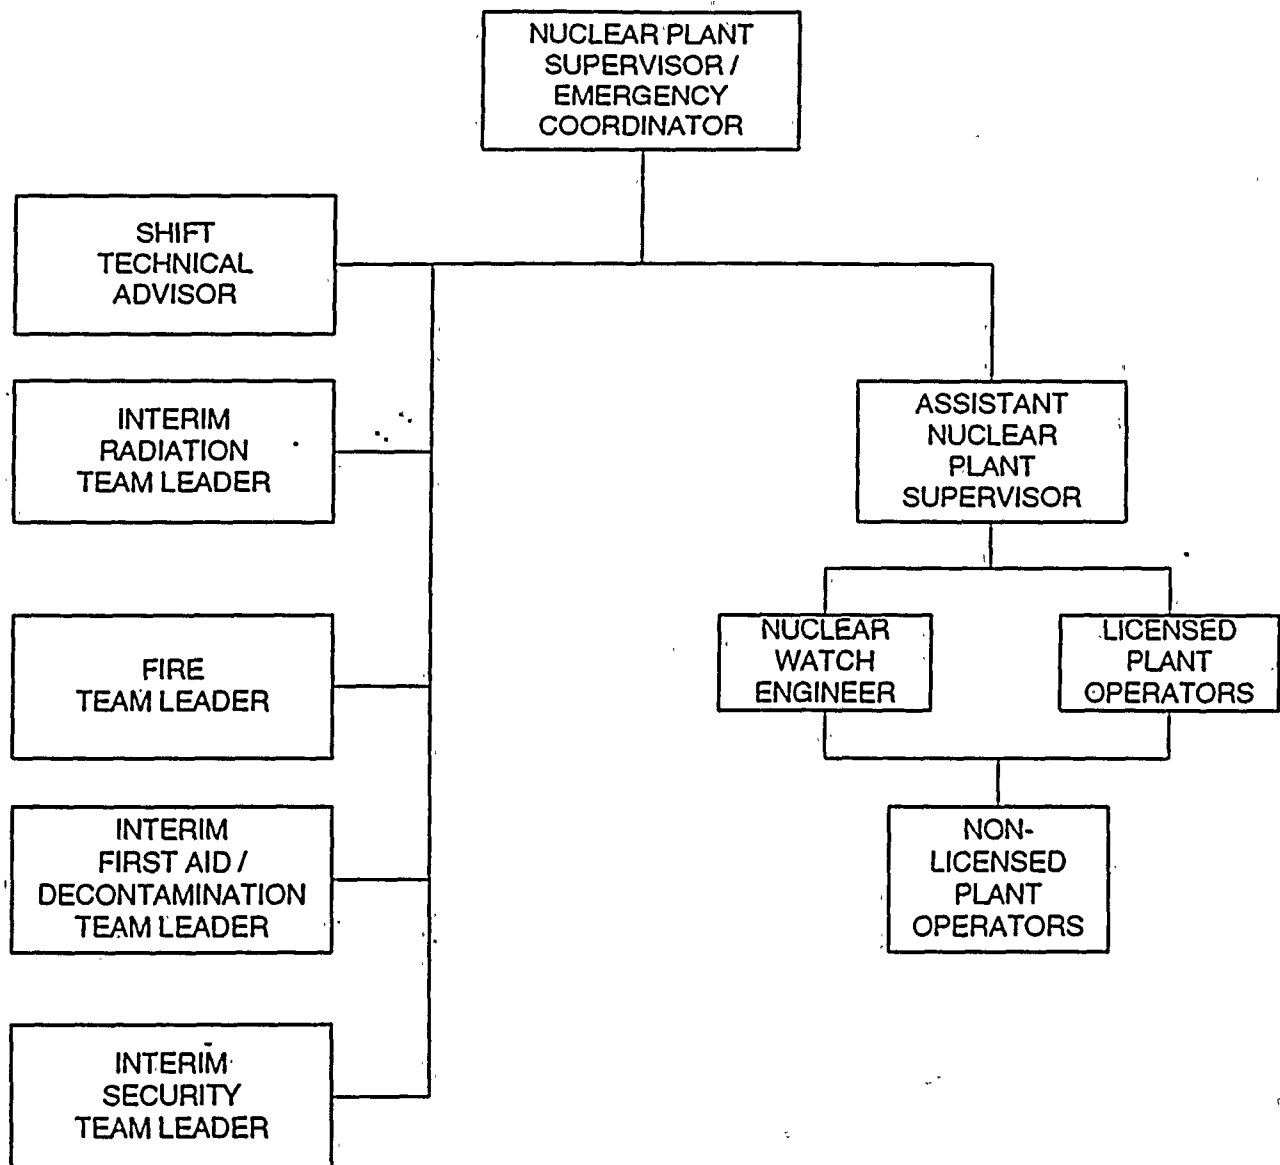 NUCLEAR PLANT
SUPERVISOR /
EMERGENCY
COORDINATOR
SHIFT
TECHNICAL
ADVISOR
INTERIM
RADIATION
TEAM LEADER
FIRE
TEAM LEADER
INTERIM
FIRST AID /
DECONTAMINATION
TEAM LEADER
INTERIM
SECURITY
TEAM LEADER
ASSISTANT
NUCLEAR
PLANT
SUPERVISOR
NUCLEAR
WATCH
ENGINEER
LICENSED
PLANT
OPERATORS
NON-
LICENSED
PLANT
OPERATORS